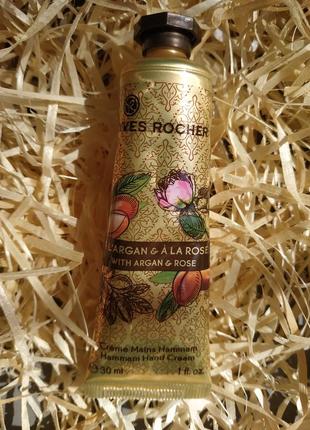 YVES ROCHER
L'ARGAN & À LA ROSE
WITH ARGAN & ROSE
Crème Mains Hammam
Hammam Hand Cream
e 30 ml 1 fl. oz.